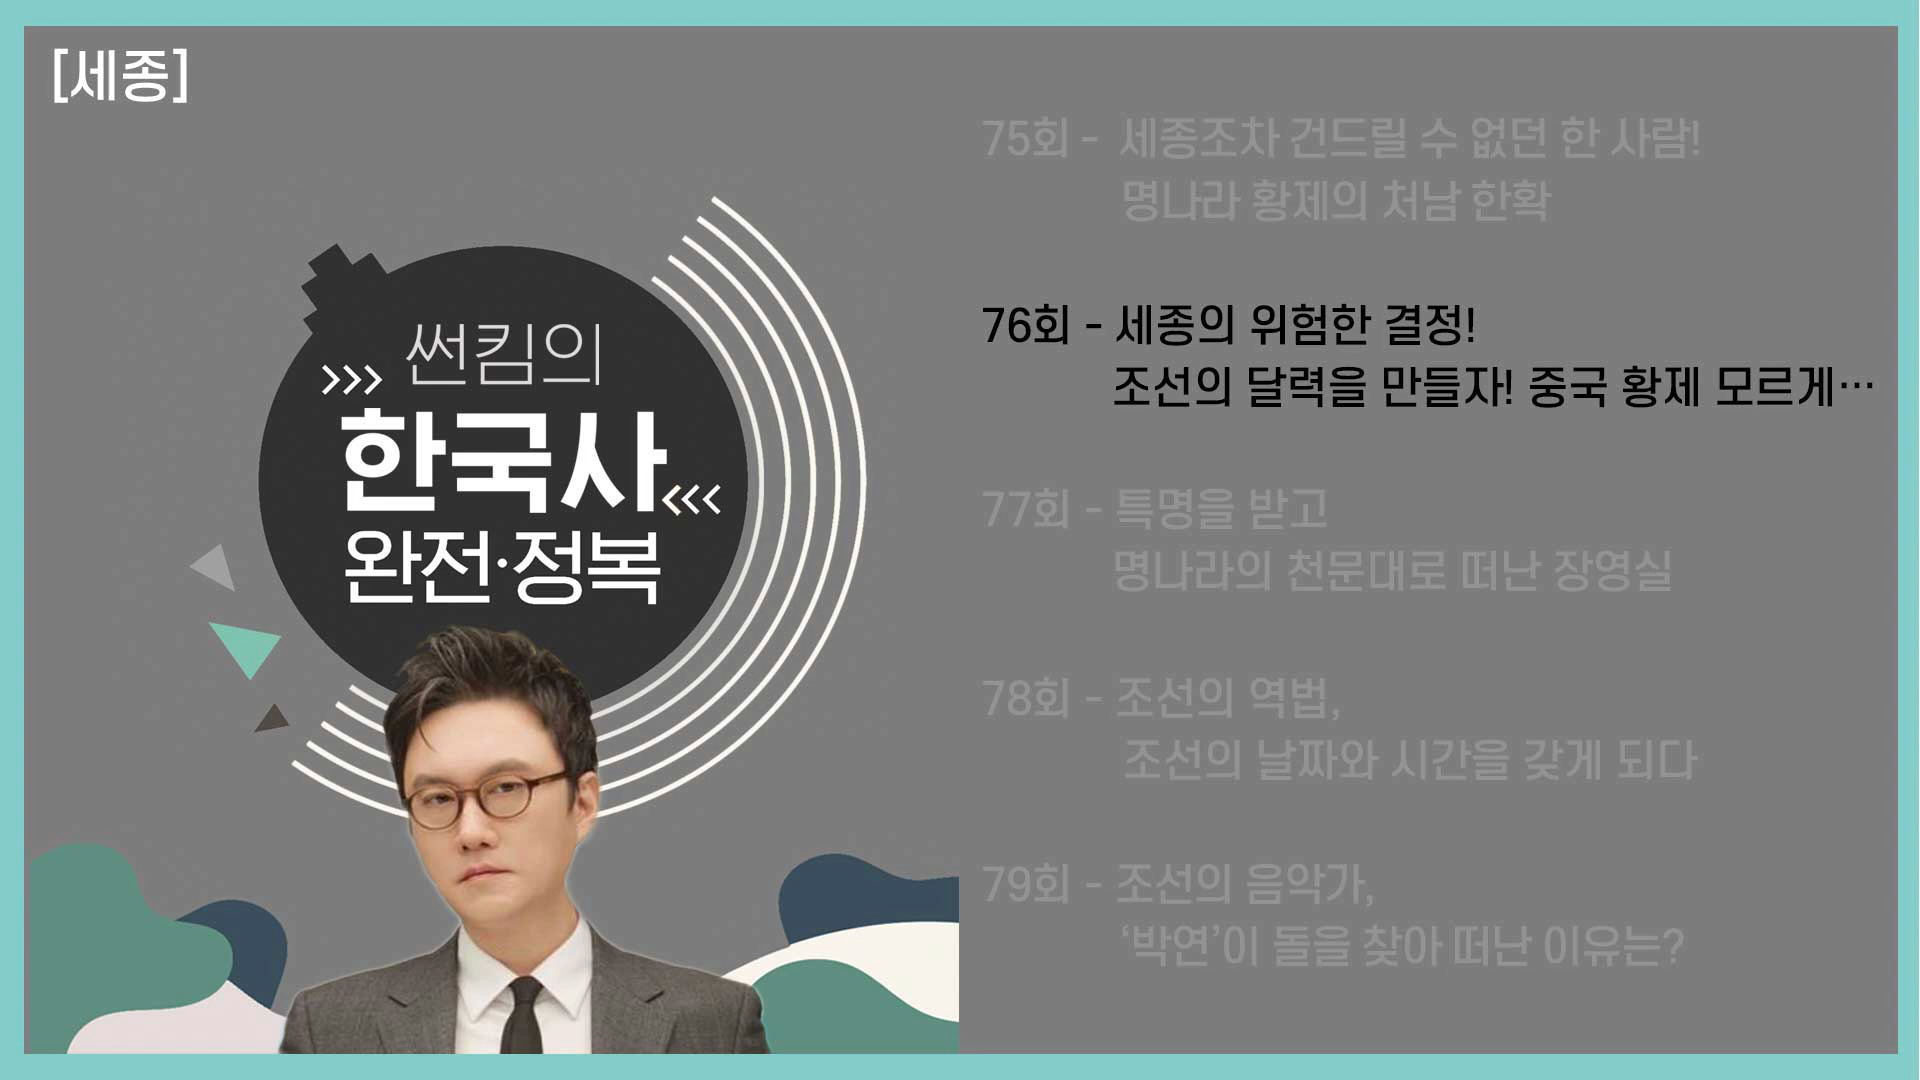 [세종]
썬킴의
한국사
완전·정복
75회 - 세종조차 건드릴 수 없던 한 사람!
명나라 황제의 처남 한확
76회 - 세종의 위험한 결정!
조선의 달력을 만들자! 중국 황제 모르게…
77회 - 특명을 받고
명나라의 천문대로 떠난 장영실
78회 - 조선의 역법,
조선의 날짜와 시간을 갖게 되다
79회 - 조선의 음악가,
‘박연’이 돌을 찾아 떠난 이유는?